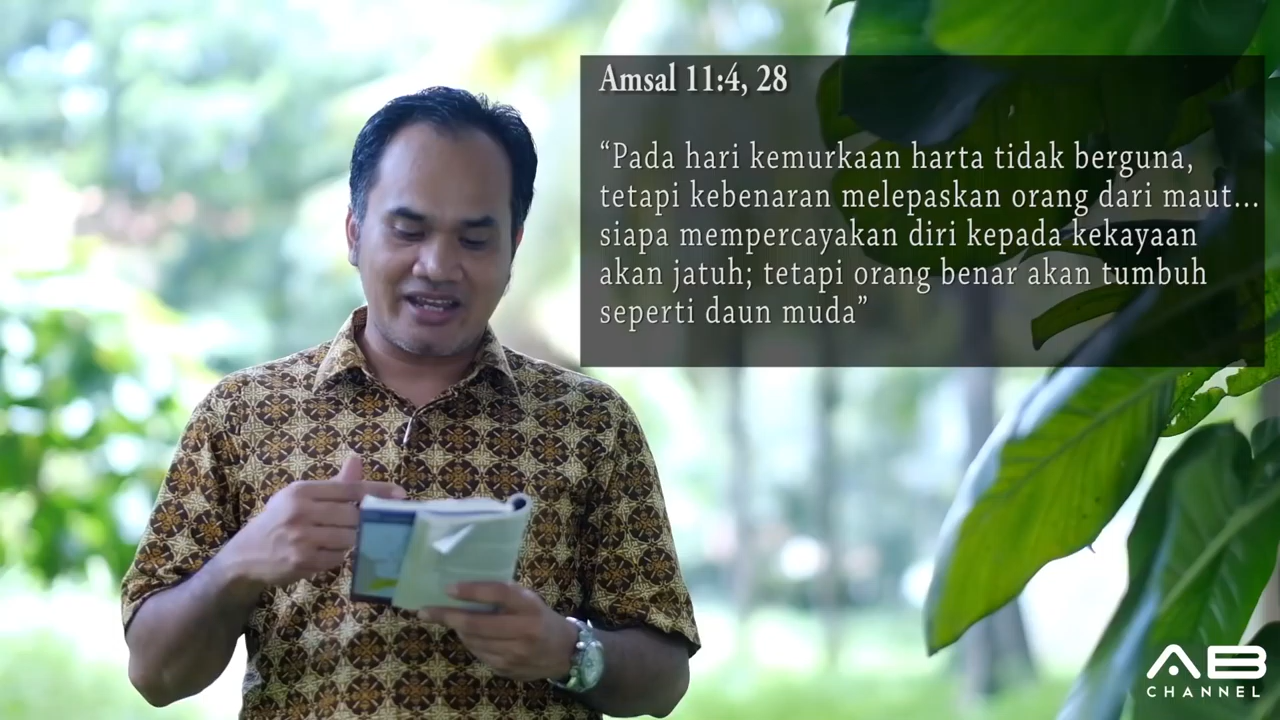 Amsal 11:4, 28
“Pada hari kemurkaan harta tidak berguna,
tetapi kebenaran melepaskan orang dari maut...
siapa mempercayakan diri kepada kekayaan
akan jatuh; tetapi orang benar akan tumbuh
seperti daun muda”
AB
CHANNEL